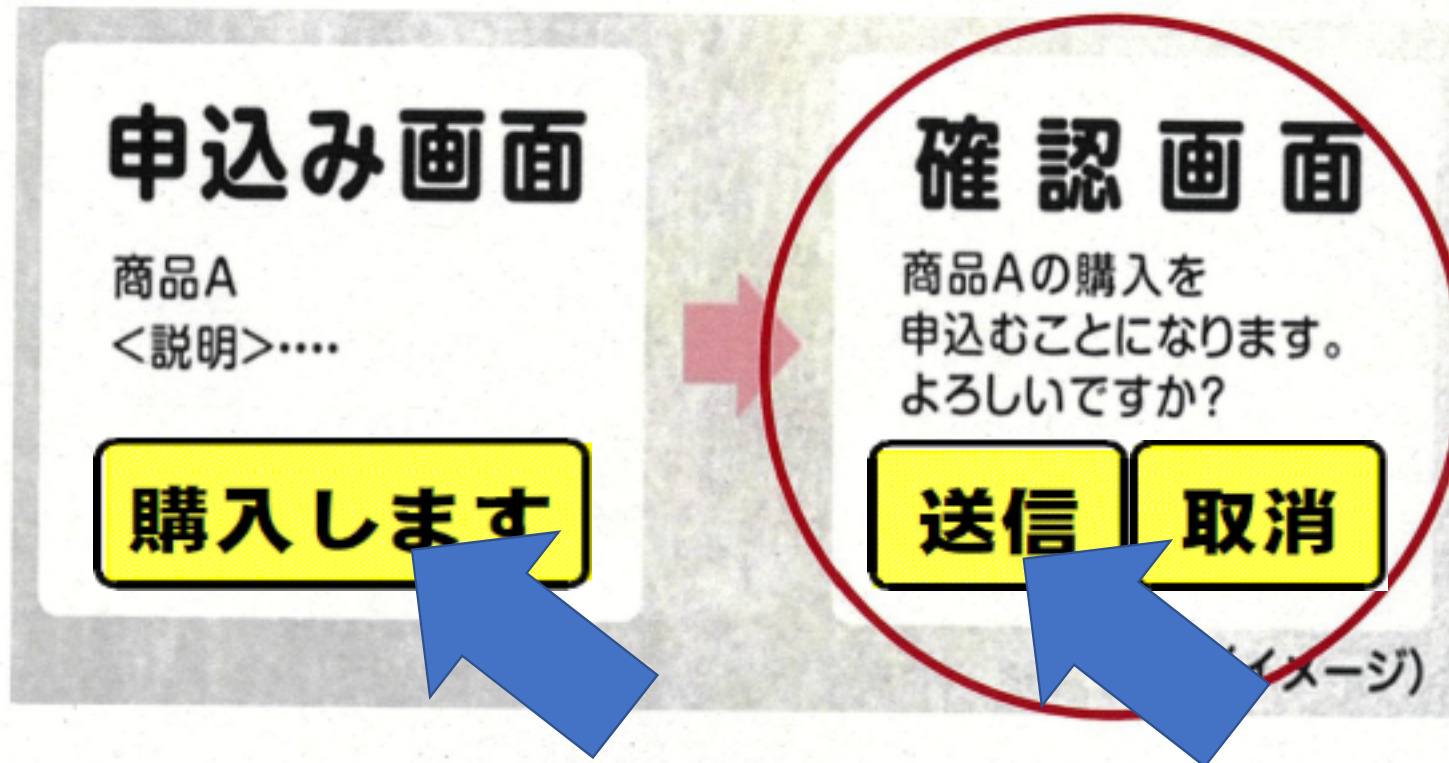 申込み画面
商品A
<説明>‥‥
購入します
確認画面
商品Aの購入を
申込むことになります。
よろしいですか?
送信
取消
イメージ)